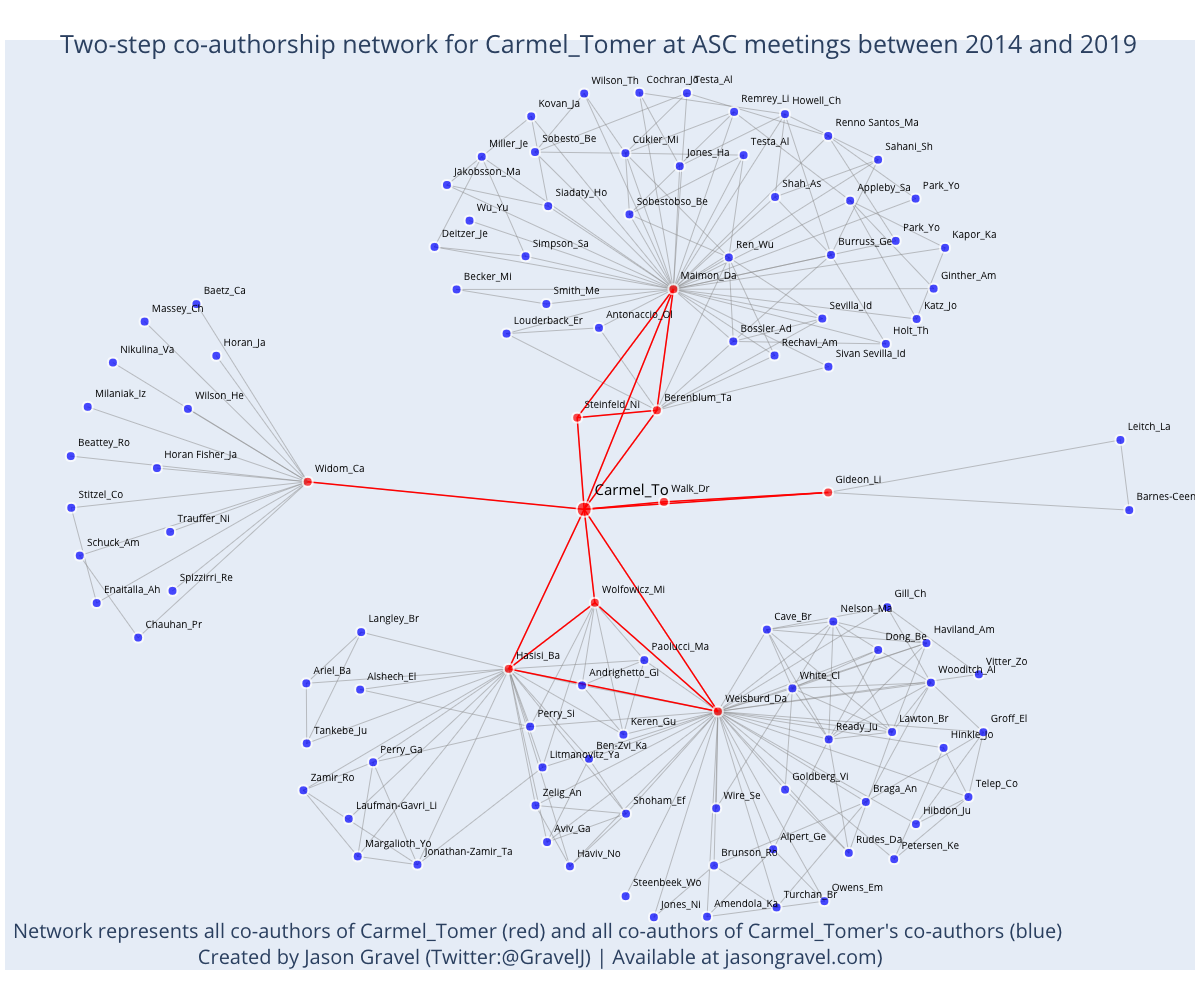 Two-step co-authorship network for Carmel_Tomer at ASC meetings between 2014 and 2019
Wilson_Th
Testa_Al
Kovan_Ja
Remrey_Li
Howell_Ch
Renno Santos_Ma
Sobesto_Be
Cukier_Mi
Testa_Al
Miller_Je
Jones_Ha
Sahani_Sh
Jakobsson_Ma
Siadaty_Ho
Shah_As
Appleby_Sa
Park_Yo
Sobestobso_Be
Wu_Yu
Park_Yo
Kapor_Ka
Deitzer_Je
Simpson_Sa
Ren_Wu
Burruss_Ge
Becker_Mi
Maimon_Da
Ginther_Am
Baetz_Ca
Smith_Me
Massey_Ch
Sevilla_Id
Katz_Jo
Louderback_Er
Antonaccio_Ol
Bossler_Ad
Holt_Th
Horan_Ja
Rechavi_Am
Nikulina_Va
Sivan Sevilla_Id
Milaniak_Iz
Wilson_He
Steinfeld_Ni
Berenblum_Ta
Leitch_La
Beattey_Ro
Horan Fisher_Ja
Widom_Ca
Gideon_Li
Carmel_To
Walk_Dr
Stitzel_Co
Barnes-Ceen
Trauffer_Ni
Schuck_Am
Spizzirri_Re
Enaitalla_Ah
Wolfowicz_Mi
Gill_Ch
Chauhan_Pr
Langley_Br
Cave_Br
Nelson_Ma
Haviland_Am
Paolucci_Ma
Dong_Be
Hasisi_Ba
Ariel_Ba
Andrighetto_Gi
White_Cl
Wooditch_Al
Vitter_Zo
Weisburd_Da
Perry_Si
Keren_Gu
Ready_Ju
Lawton_Br
Groff_El
Tankebe_Ju
Ben-Zvi_Ka
Hinkle_Jo
Perry_Ga
Litmanovitz_Ya
Zamir_Ro
Goldberg_Vi
Telep_Co
Zelig_An
Shoham_Ef
Wire_Se
Braga_An
Laufman-Gavri_Li
Hibdon_Ju
Aviv_Ga
Alpert_Ge
Rudes_Da
Margalioth_Yo
Jonathan-Zamir_Ta
Haviv_No
Brunson_Ro
Petersen_Ke
Steenbeek_Wo
Owens_Em
Jones_Ni
Amendola_Ka
Turchan_Br
Network represents all co-authors of Carmel_Tomer (red) and all co-authors of Carmel_Tomer's co-authors (blue)
Created by Jason Gravel (Twitter:@GravelJ) | Available at jasongravel.com)